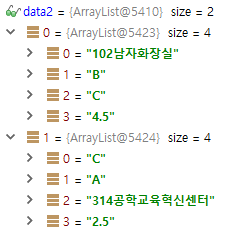 data2 = {ArrayList@5410} size = 2
0 = {ArrayList@5423} size = 4
0 = "102남자화장실"
1 = "B"
2 = "C"
3 = "4.5"
1 = {ArrayList@5424} size = 4
0 = "C"
1 = "A"
2 = "314공학교육혁신센터"
3 = "2.5"